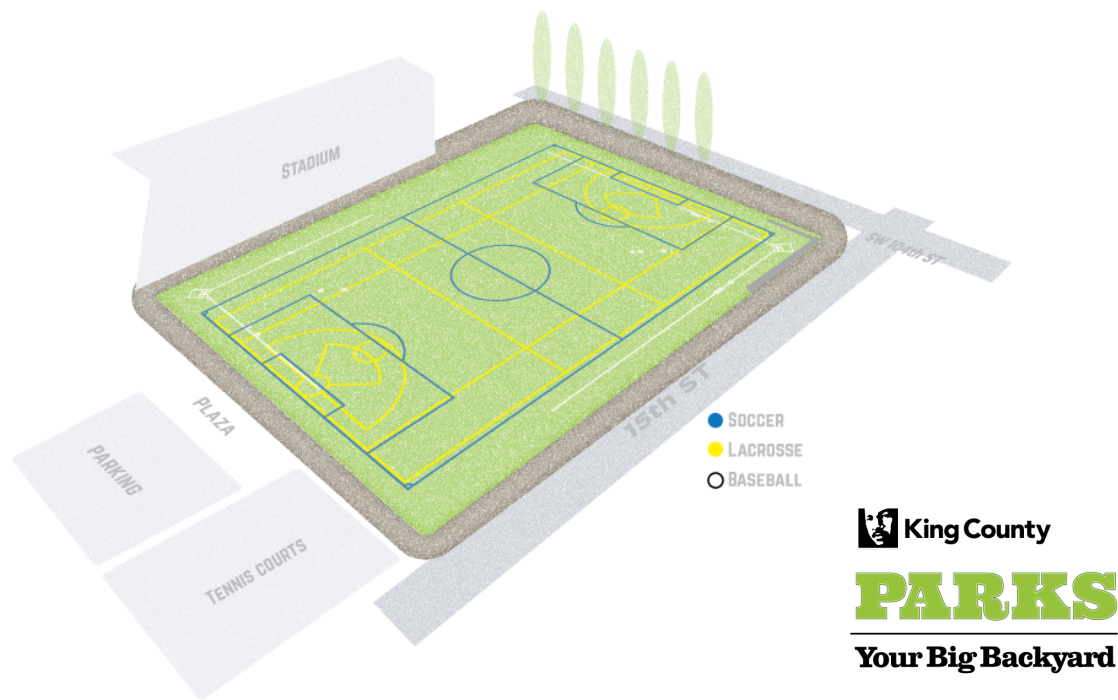 STADIUM
SW 104th ST
15th ST
PLAZA
PARKING
TENNIS COURTS
SOCCER
LACROSSE
BASEBALL
King County
PARKS
Your Big Backyard